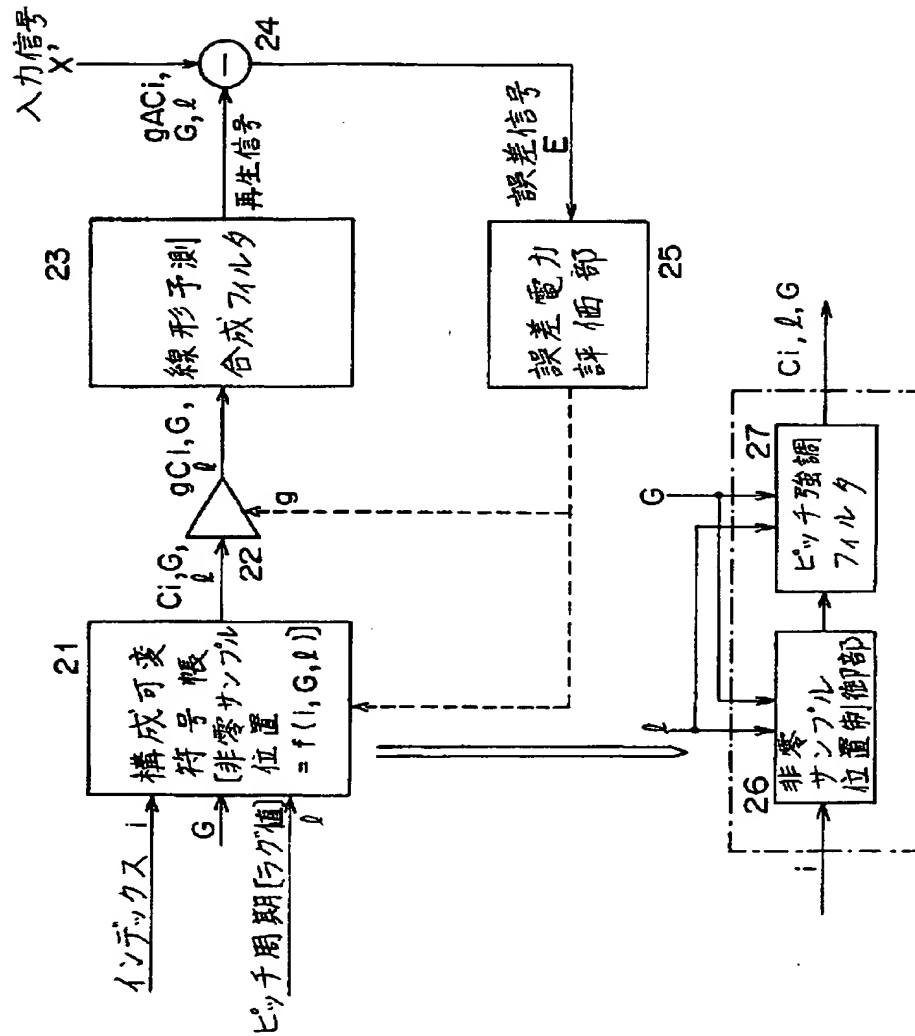 インデックス i
G
ピッチ周期[ラグ値]
ℓ
21
構成可変
符号帳
[非零サンプル
位置
= f(i,G,ℓ)]
Ci,G,
ℓ
22
g
gCi,G,
ℓ
23
線形予測
合成フィルタ
gACi,
G,ℓ
再生信号
入力信号
X'
−
24
誤差信号
E
25
誤差電力
評価部
i
26
非零
サンプル
位置制御部
ℓ
G
27
ピッチ強調
フィルタ
Ci,ℓ,G